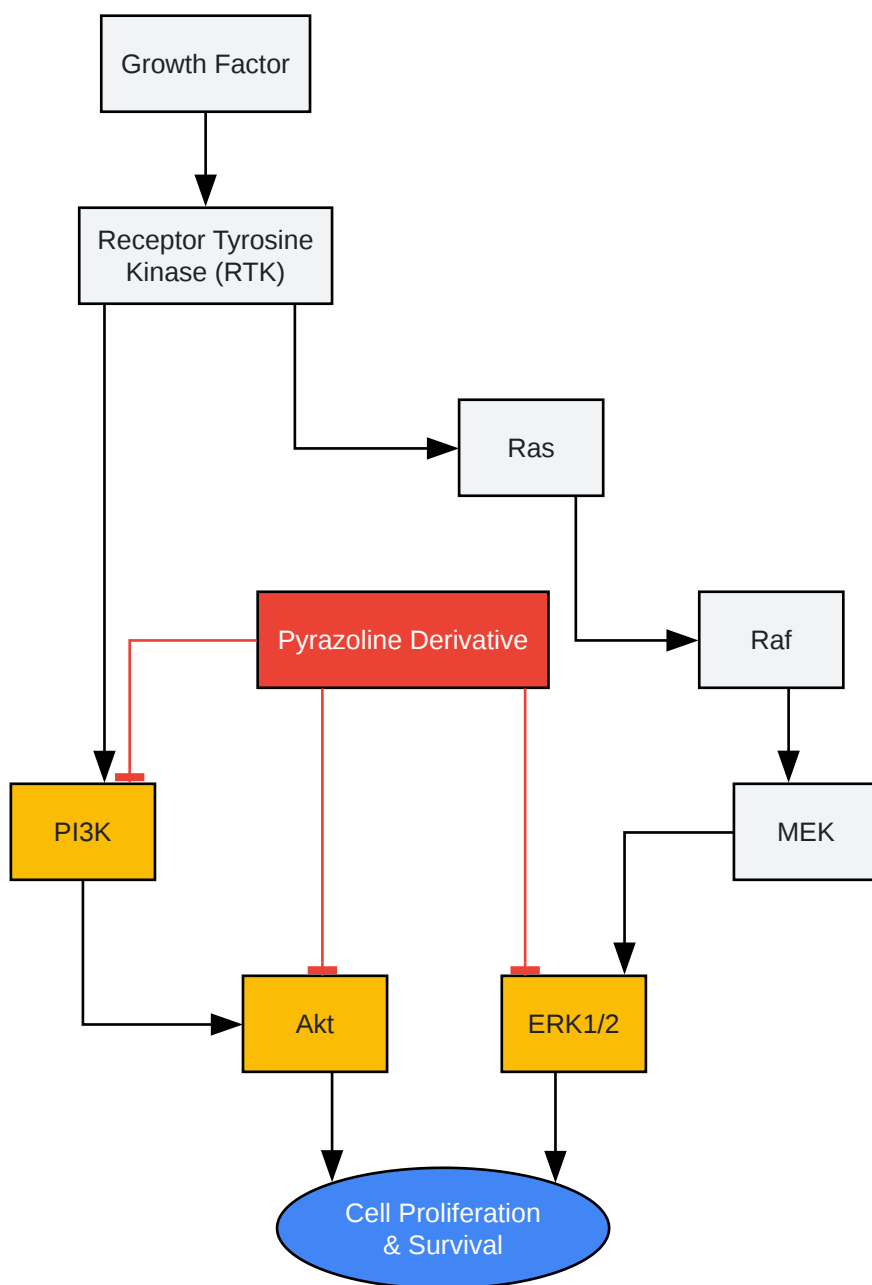 Growth Factor
Receptor Tyrosine
Kinase (RTK)
Ras
Pyrazoline Derivative
Raf
PI3K
MEK
Akt
ERK1/2
Cell Proliferation
& Survival